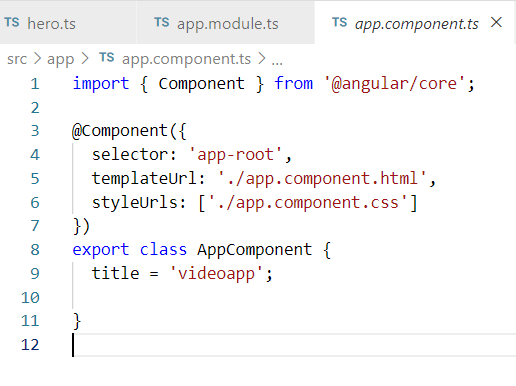 TS hero.ts TS app.module.ts TS app.component.ts ×
src > app > TS app.component.ts > ...
1 import { Component } from '@angular/core';
2
3 @Component({
4   selector: 'app-root',
5   templateUrl: './app.component.html',
6   styleUrls: ['./app.component.css']
7 })
8 export class AppComponent {
9   title = 'videoapp';
10
11 }
12